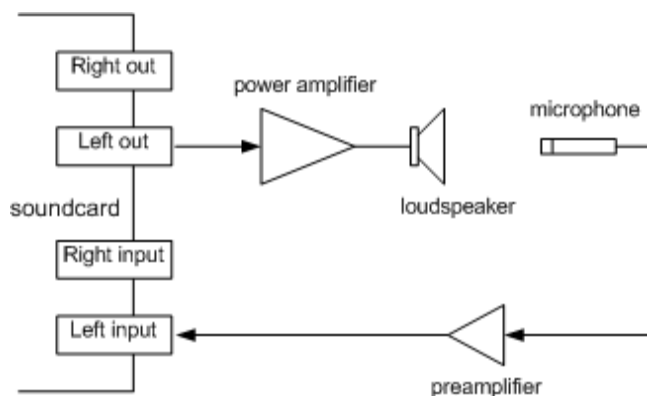 Right out
power amplifier
microphone
Left out
soundcard
loudspeaker
Right input
Left input
preamplifier